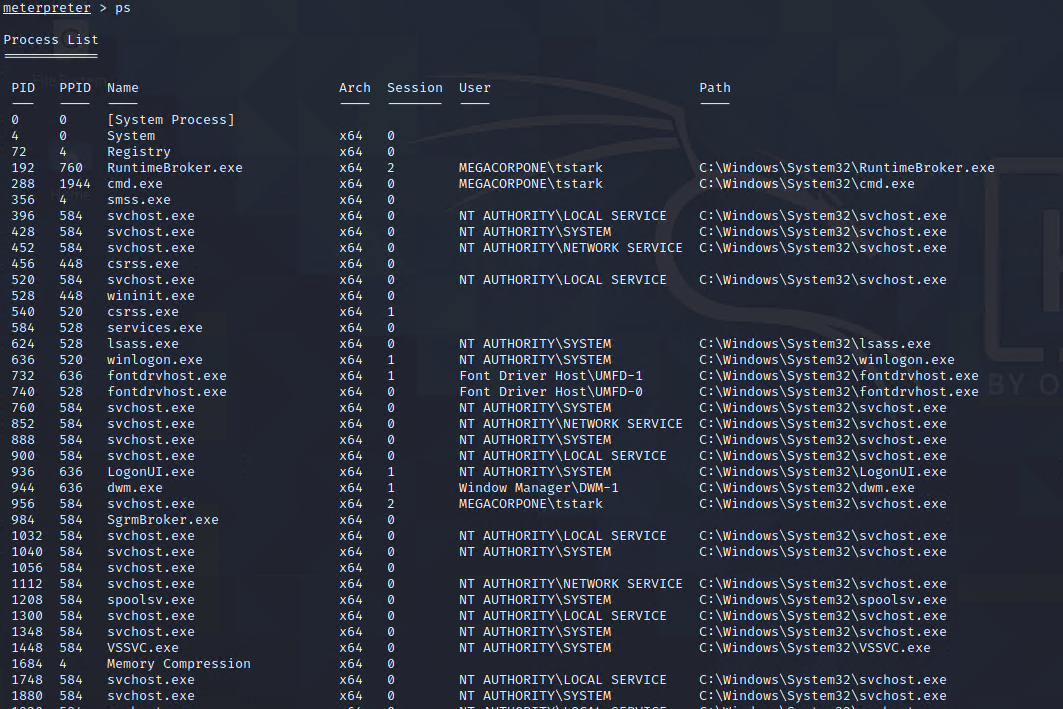 meterpreter > ps
Process List
PID PPID Name Arch Session User Path
0 0 [System Process]
4 0 System x64 0
72 4 Registry x64 0
192 760 RuntimeBroker.exe x64 2 MEGACORPONE\tstark C:\Windows\System32\RuntimeBroker.exe
288 1944 cmd.exe x64 0 MEGACORPONE\tstark C:\Windows\System32\cmd.exe
356 4 smss.exe x64 0
396 584 svchost.exe x64 0 NT AUTHORITY\LOCAL SERVICE C:\Windows\System32\svchost.exe
428 584 svchost.exe x64 0 NT AUTHORITY\SYSTEM C:\Windows\System32\svchost.exe
452 584 svchost.exe x64 0 NT AUTHORITY\NETWORK SERVICE C:\Windows\System32\svchost.exe
456 448 csrss.exe x64 0
520 584 svchost.exe x64 0 NT AUTHORITY\LOCAL SERVICE C:\Windows\System32\svchost.exe
528 448 wininit.exe x64 0
540 520 csrss.exe x64 1
584 528 services.exe x64 0
624 528 lsass.exe x64 0 NT AUTHORITY\SYSTEM C:\Windows\System32\lsass.exe
636 520 winlogon.exe x64 1 NT AUTHORITY\SYSTEM C:\Windows\System32\winlogon.exe
732 636 fontdrvhost.exe x64 1 Font Driver Host\UMFD-1 C:\Windows\System32\fontdrvhost.exe
740 528 fontdrvhost.exe x64 0 Font Driver Host\UMFD-0 C:\Windows\System32\fontdrvhost.exe
760 584 svchost.exe x64 0 NT AUTHORITY\SYSTEM C:\Windows\System32\svchost.exe
852 584 svchost.exe x64 0 NT AUTHORITY\NETWORK SERVICE C:\Windows\System32\svchost.exe
888 584 svchost.exe x64 0 NT AUTHORITY\SYSTEM C:\Windows\System32\svchost.exe
900 584 svchost.exe x64 0 NT AUTHORITY\LOCAL SERVICE C:\Windows\System32\svchost.exe
936 636 LogonUI.exe x64 1 NT AUTHORITY\SYSTEM C:\Windows\System32\LogonUI.exe
944 636 dwm.exe x64 1 Window Manager\DWM-1 C:\Windows\System32\dwm.exe
956 584 svchost.exe x64 2 MEGACORPONE\tstark C:\Windows\System32\svchost.exe
984 584 SgrmBroker.exe x64 0
1032 584 svchost.exe x64 0 NT AUTHORITY\LOCAL SERVICE C:\Windows\System32\svchost.exe
1040 584 svchost.exe x64 0 NT AUTHORITY\SYSTEM C:\Windows\System32\svchost.exe
1056 584 svchost.exe x64 0
1112 584 svchost.exe x64 0 NT AUTHORITY\NETWORK SERVICE C:\Windows\System32\svchost.exe
1208 584 spoolsv.exe x64 0 NT AUTHORITY\SYSTEM C:\Windows\System32\spoolsv.exe
1300 584 svchost.exe x64 0 NT AUTHORITY\LOCAL SERVICE C:\Windows\System32\svchost.exe
1348 584 svchost.exe x64 0 NT AUTHORITY\SYSTEM C:\Windows\System32\svchost.exe
1448 584 VSSVC.exe x64 0 NT AUTHORITY\SYSTEM C:\Windows\System32\VSSVC.exe
1684 4 Memory Compression x64 0
1748 584 svchost.exe x64 0 NT AUTHORITY\LOCAL SERVICE C:\Windows\System32\svchost.exe
1880 584 svchost.exe x64 0 NT AUTHORITY\SYSTEM C:\Windows\System32\svchost.exe
BY O